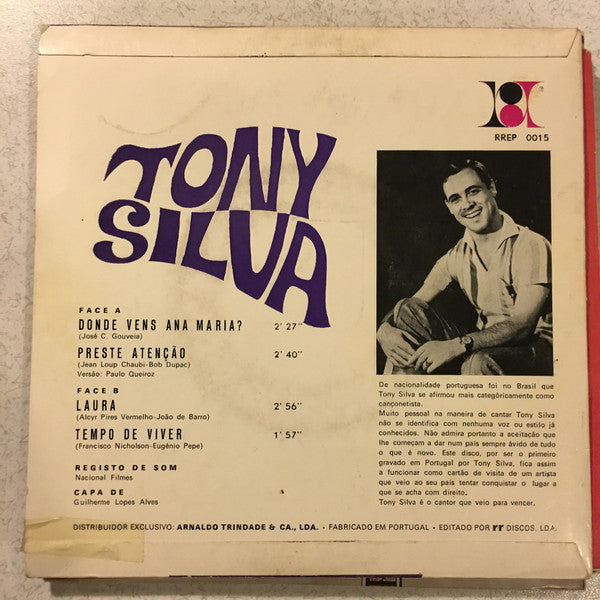 RREP 0015
TONY
SILVA
FACE A
DONDE VENS ANA MARIA? 2' 27"
(José C. Gouveia)
PRESTE ATENÇÃO 2' 40"
(Jean Loup Chaubi-Bob Dupac)
Versão: Paulo Queiroz
FACE B
LAURA 2' 56"
(Alcyr Pires Vermelho-João de Barro)
TEMPO DE VIVER 1' 57"
(Francisco Nicholson-Eugénio Pepe)
REGISTO DE SOM
Nacional Filmes
CAPA DE
Guilherme Lopes Alves
De nacionalidade portuguesa foi no Brasil que
Tony Silva se afirmou mais categòricamente como
cançonetista.
Muito pessoal na maneira de cantar Tony Silva
não se identifica com nenhuma voz ou estilo já
conhecidos. Não admira portanto a aceitação que
lhe começam a dar num país sempre ávido de tudo
o que é novo. Este disco, por ser o primeiro
gravado em Portugal por Tony Silva, fica assim
a funcionar como cartão de visita de um artista
que veio ao seu país tentar conquistar o lugar a
que se acha com direito.
Tony Silva é o cantor que veio para vencer.
DISTRIBUIDOR EXCLUSIVO: ARNALDO TRINDADE & CA., LDA. • FABRICADO EM PORTUGAL • EDITADO POR rr DISCOS, LDA.